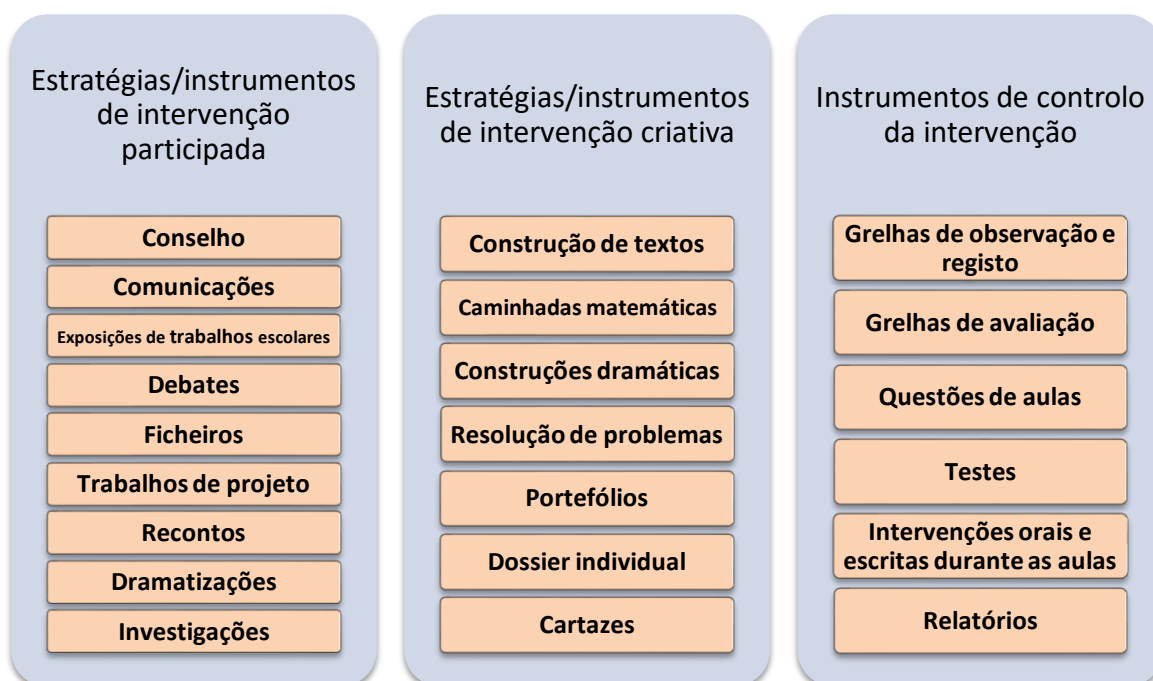 Estratégias/instrumentos
de intervenção
participada
Conselho
Comunicações
Exposições de trabalhos escolares
Debates
Ficheiros
Trabalhos de projeto
Recontos
Dramatizações
Investigações
Estratégias/instrumentos
de intervenção criativa
Construção de textos
Caminhadas matemáticas
Construções dramáticas
Resolução de problemas
Portefólios
Dossier individual
Cartazes
Instrumentos de controlo
da intervenção
Grelhas de observação e
registo
Grelhas de avaliação
Questões de aulas
Testes
Intervenções orais e
escritas durante as aulas
Relatórios